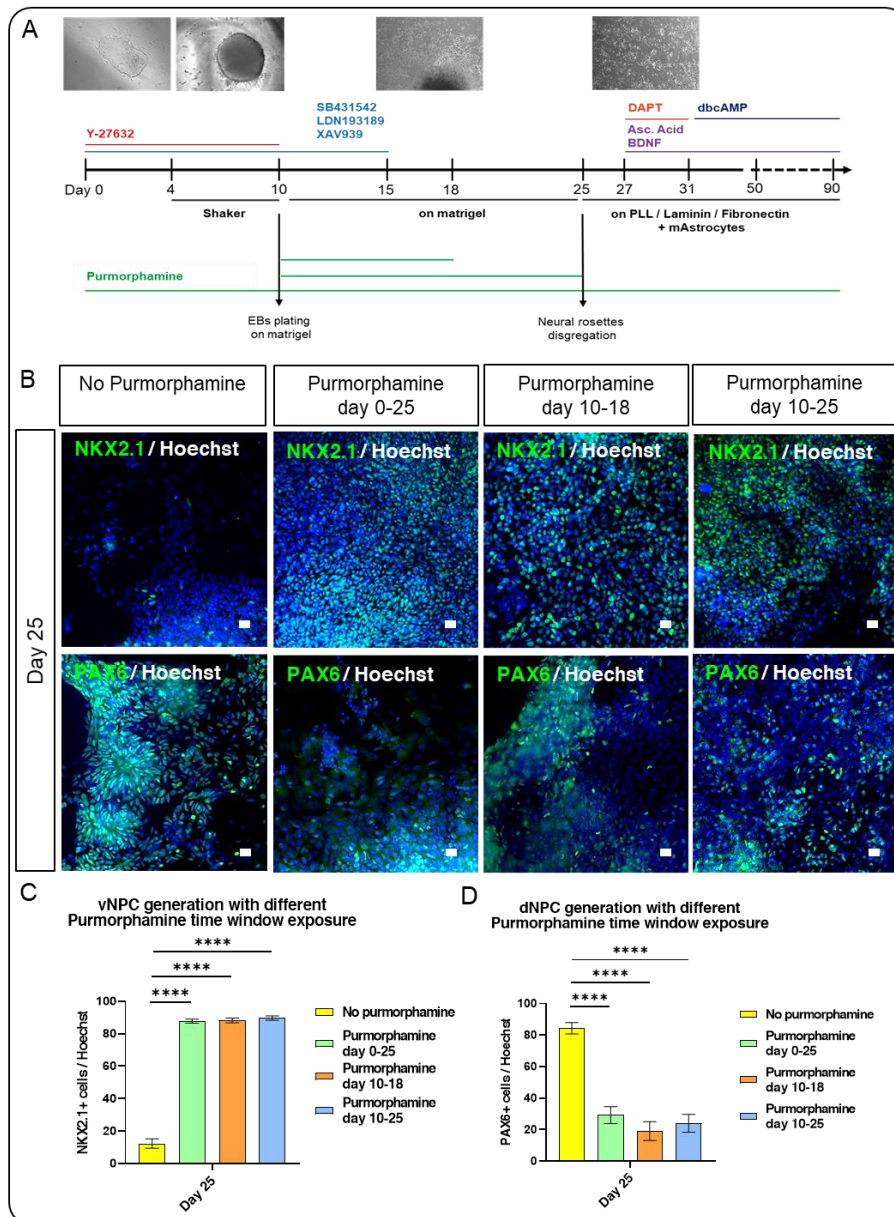 A
SB431542
LDN193189
XAV939
DAPT
dbcAMP
Y-27632
Asc. Acid
BDNF
Day 0
4
10
15
18
25
27
31
50
90
Shaker
on matrigel
on PLL / Laminin / Fibronectin
+ mAstrocytes
Purmorphamine
EBs plating
on matrigel
Neural rosettes
disgregation
B
No Purmorphamine
Purmorphamine
day 0-25
Purmorphamine
day 10-18
Purmorphamine
day 10-25
Day 25
NKX2.1 / Hoechst
NKX2.1 / Hoechst
NKX2.1 / Hoechst
NKX2.1 / Hoechst
PAX6 / Hoechst
PAX6 / Hoechst
PAX6 / Hoechst
PAX6 / Hoechst
C
vNPC generation with different
Purmorphamine time window exposure
****
****
****
NKX2.1+ cells / Hoechst
100
80
60
40
20
0
Day 25
No purmorphamine
Purmorphamine
day 0-25
Purmorphamine
day 10-18
Purmorphamine
day 10-25
D
dNPC generation with different
Purmorphamine time window exposure
****
****
****
PAX6+ cells / Hoechst
100
80
60
40
20
0
Day 25
No purmorphamine
Purmorphamine
day 0-25
Purmorphamine
day 10-18
Purmorphamine
day 10-25